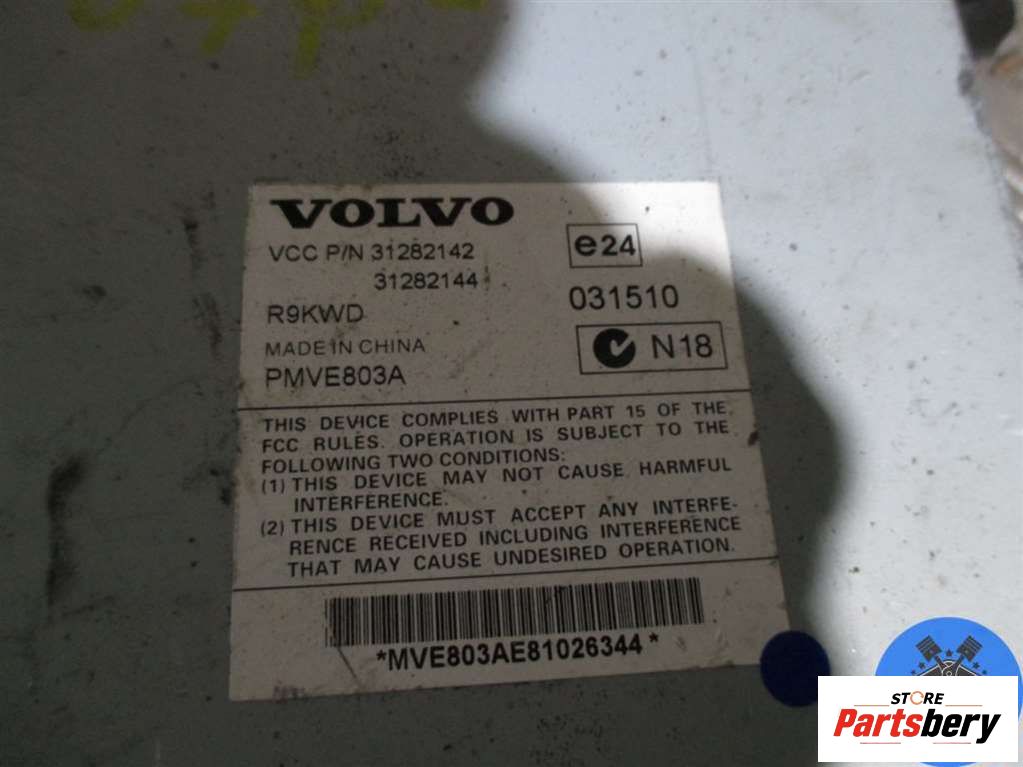 VOLVO
VCC P/N 31282142
31282144
e24
R9KWD
031510
MADE IN CHINA
N18
PMVE803A
THIS DEVICE COMPLIES WITH PART 15 OF THE
FCC RULES. OPERATION IS SUBJECT TO THE
FOLLOWING TWO CONDITIONS:
(1) THIS DEVICE MAY NOT CAUSE HARMFUL
INTERFERENCE.
(2) THIS DEVICE MUST ACCEPT ANY INTERFE-
RENCE RECEIVED INCLUDING INTERFERENCE
THAT MAY CAUSE UNDESIRED OPERATION.
*MVE803AE81026344*
STORE
Partsbery